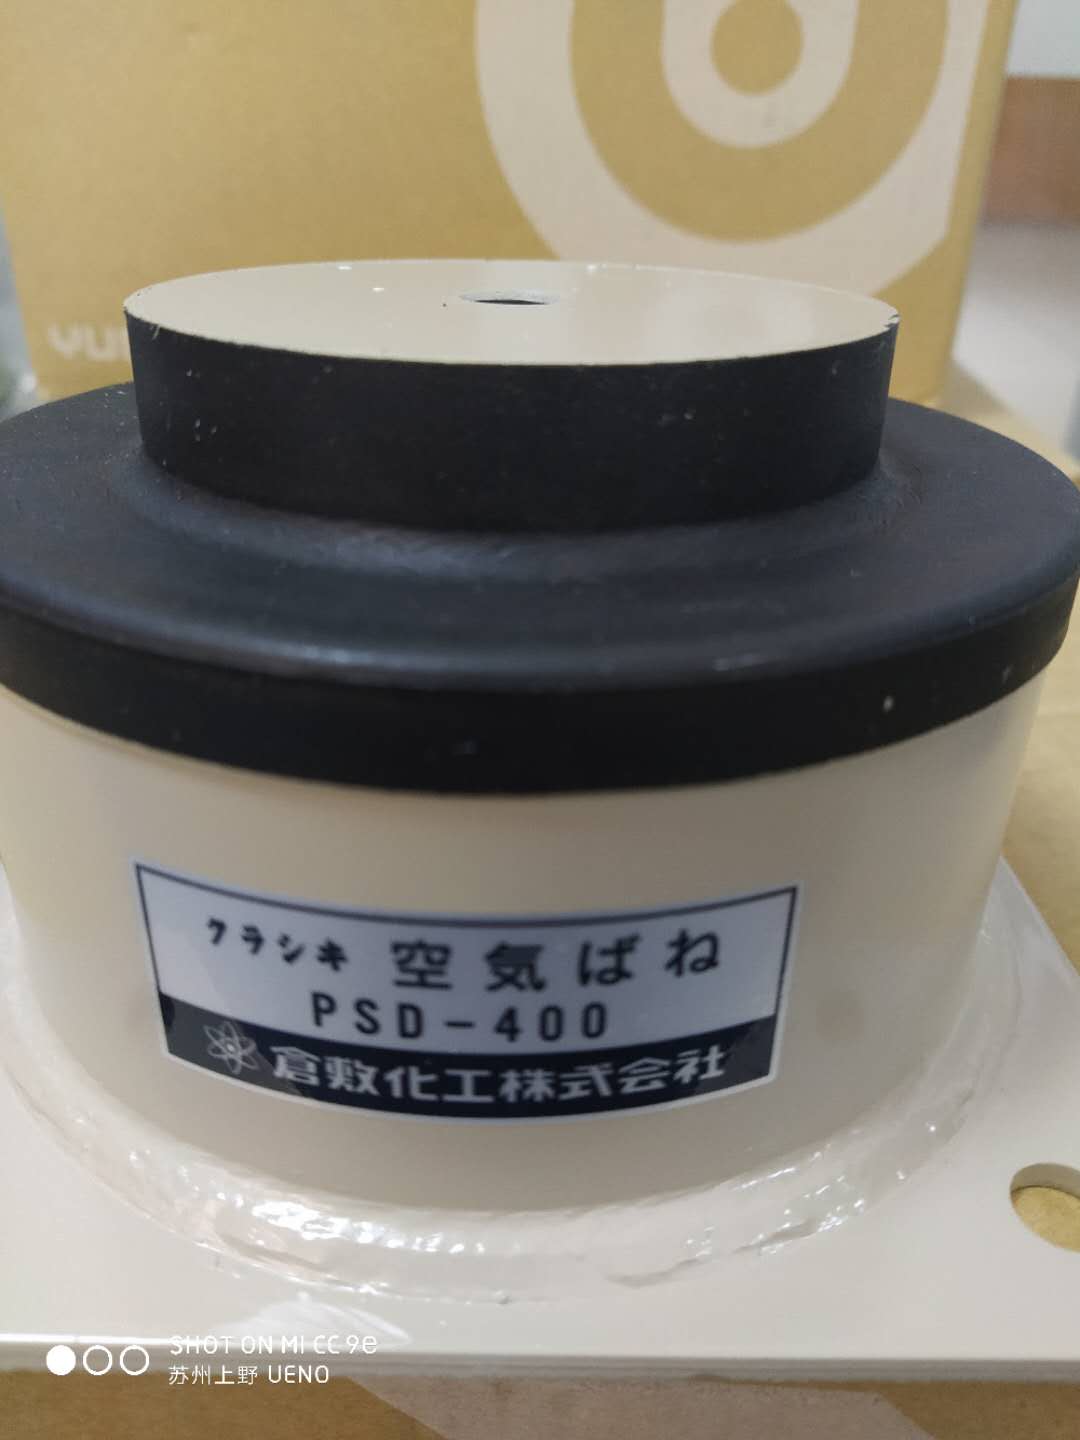 クラシキ 空気ばね
PSD-400
倉敷化工株式会社
SHOT ON MI CC 9e
苏州上野 UENO